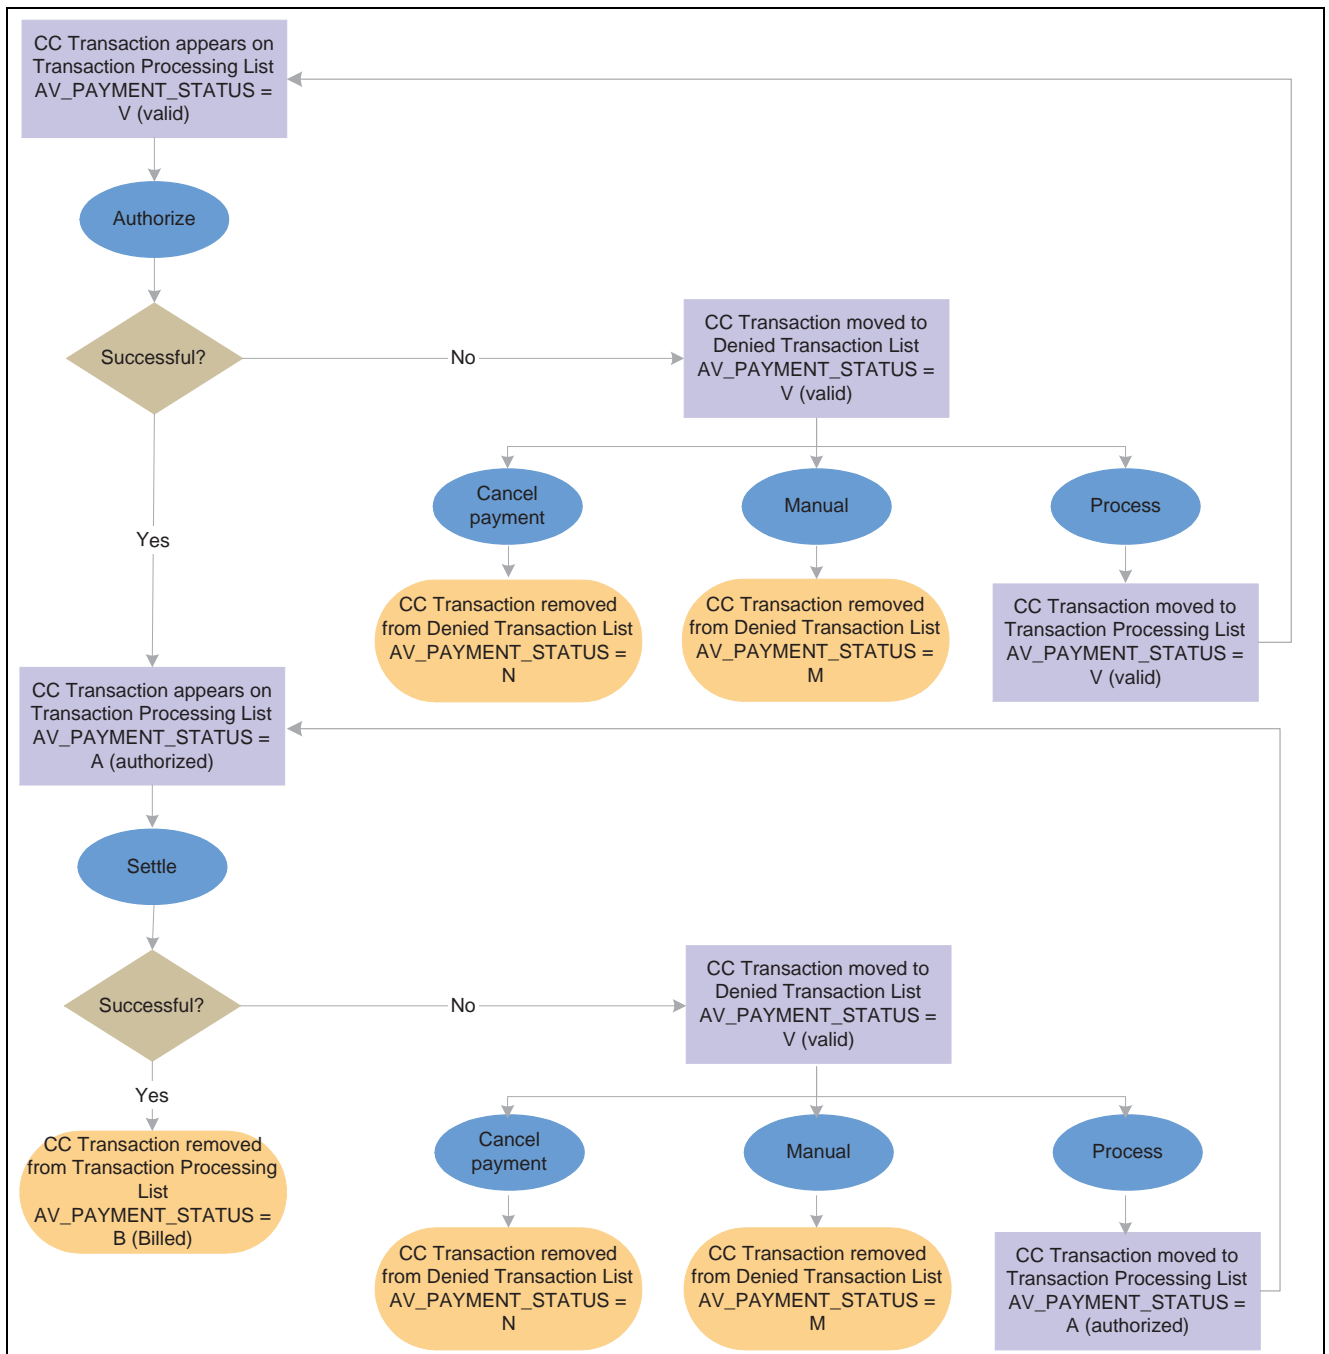 CC Transaction appears on
Transaction Processing List
AV_PAYMENT_STATUS =
V (valid)
Authorize
Successful?
No
CC Transaction moved to
Denied Transaction List
AV_PAYMENT_STATUS =
V (valid)
Cancel
payment
Manual
Process
Yes
CC Transaction removed
from Denied Transaction List
AV_PAYMENT_STATUS =
N
CC Transaction removed
from Denied Transaction List
AV_PAYMENT_STATUS =
M
CC Transaction moved to
Transaction Processing List
AV_PAYMENT_STATUS =
V (valid)
CC Transaction appears on
Transaction Processing List
AV_PAYMENT_STATUS =
A (authorized)
Settle
Successful?
No
CC Transaction moved to
Denied Transaction List
AV_PAYMENT_STATUS =
V (valid)
Yes
CC Transaction removed
from Transaction Processing
List
AV_PAYMENT_STATUS =
B (Billed)
Cancel
payment
Manual
Process
CC Transaction removed
from Denied Transaction List
AV_PAYMENT_STATUS =
N
CC Transaction removed
from Denied Transaction List
AV_PAYMENT_STATUS =
M
CC Transaction moved to
Transaction Processing List
AV_PAYMENT_STATUS =
A (authorized)